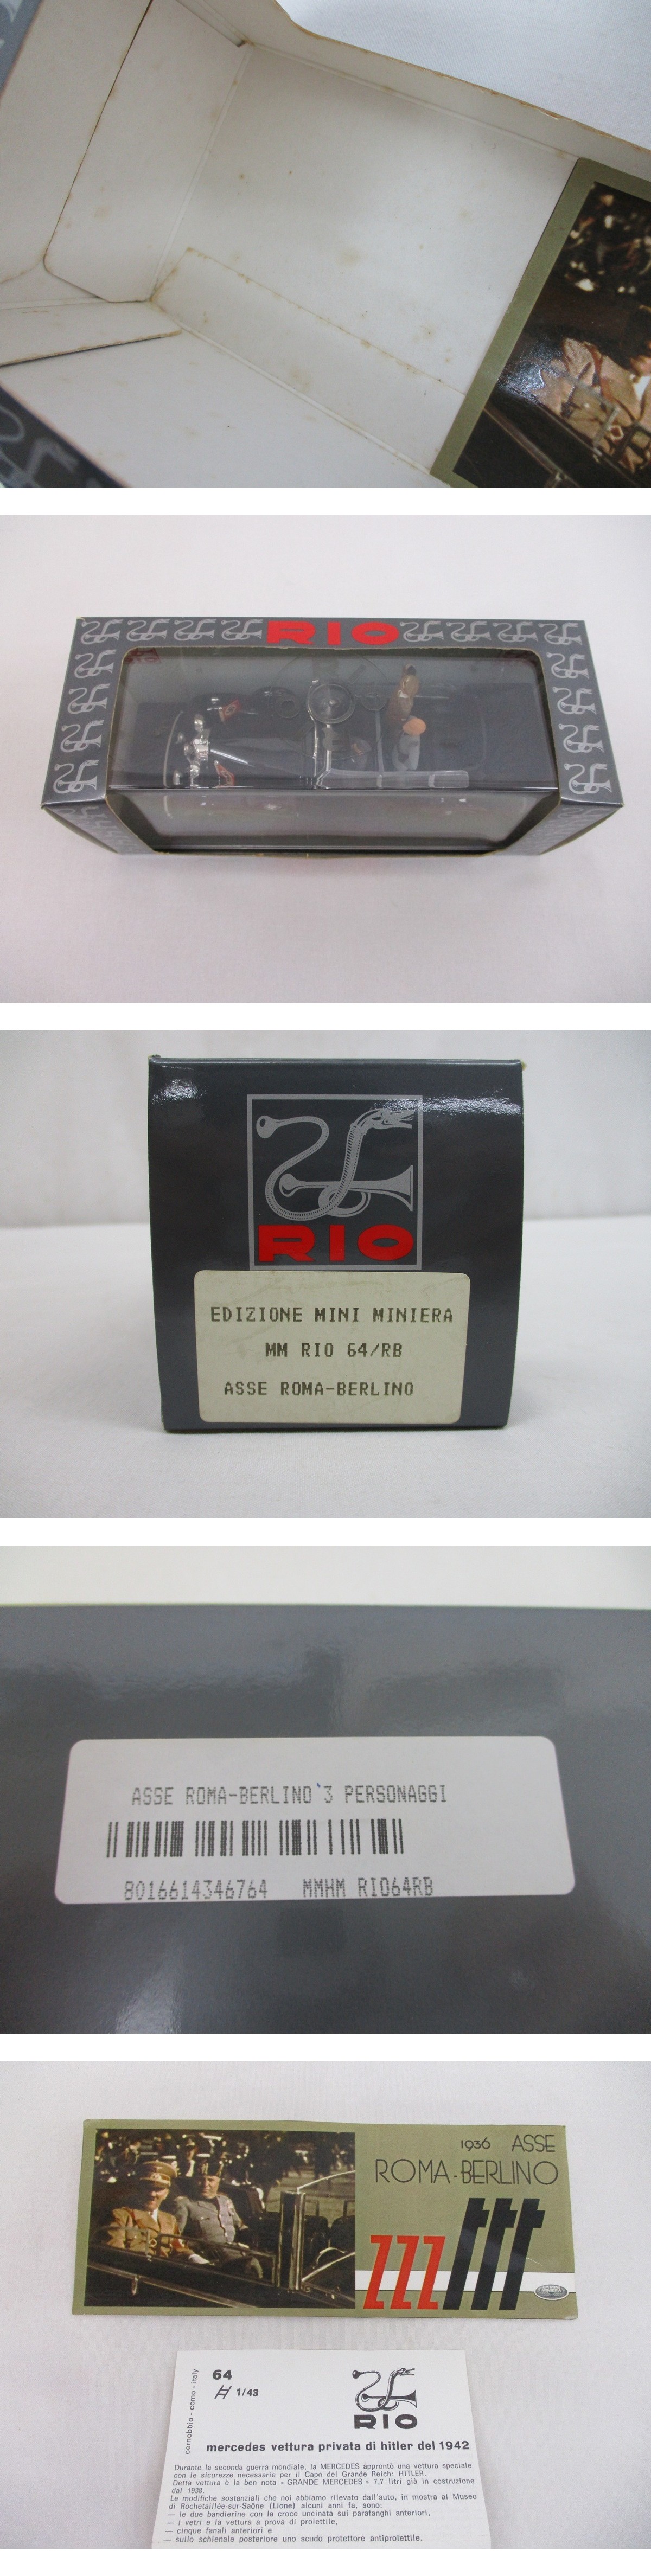 RIO
RIO
EDIZIONE MINI MINIERA
MM RIO 64/RB
ASSE ROMA-BERLINO
ASSE ROMA-BERLINO 3 PERSONAGGI
8016614346764 MMHM RIO64RB
1936 ASSE
ROMA-BERLINO
64
1/43
cernobbio - como - italy
RIO
mercedes vettura privata di hitler del 1942
Durante la seconda guerra mondiale, la MERCEDES approntò una vettura speciale
con le sicurezze necessarie per il Capo del Grande Reich: HITLER.
Detta vettura è la ben nota « GRANDE MERCEDES » 7,7 litri già in costruzione
dal 1938.
Le modifiche sostanziali che noi abbiamo rilevato dall'auto, in mostra al Museo
di Rochetaillée-sur-Saône (Lione) alcuni anni fa, sono:
— le due bandierine con la croce uncinata sui parafanghi anteriori,
— i vetri e la vettura a prova di proiettile,
— cinque fanali anteriori e
— sullo schienale posteriore uno scudo protettore antiproiettile.